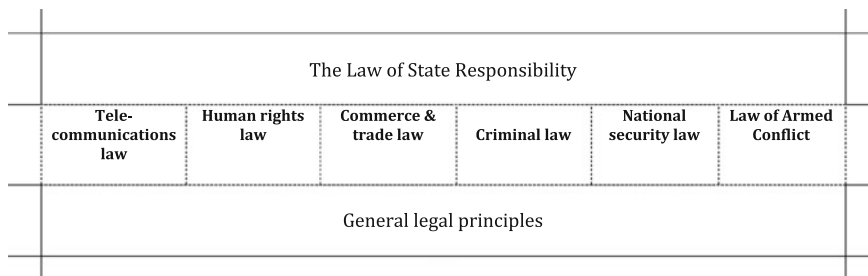 The Law of State Responsibility
Tele-
communications
law
Human rights
law
Commerce &
trade law
Criminal law
National
security law
Law of Armed
Conflict
General legal principles